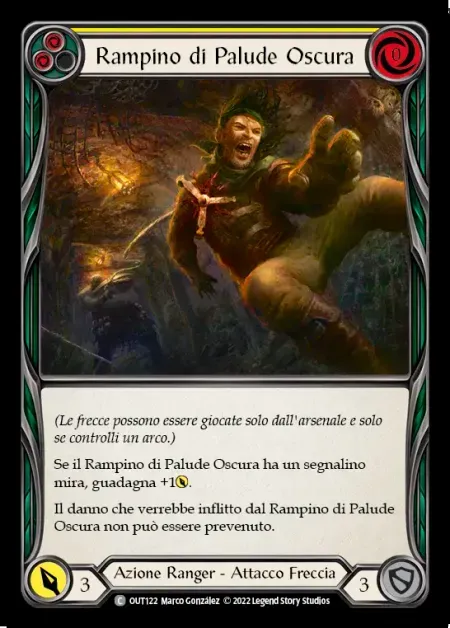 Rampino di Palude Oscura
0
(Le frecce possono essere giocate solo dall'arsenale e solo
se controlli un arco.)
Se il Rampino di Palude Oscura ha un segnalino
mira, guadagna +1.
Il danno che verrebbe inflitto dal Rampino di Palude
Oscura non può essere prevenuto.
3 Azione Ranger - Attacco Freccia 3
C OUT122 Marco González © 2022 Legend Story Studios